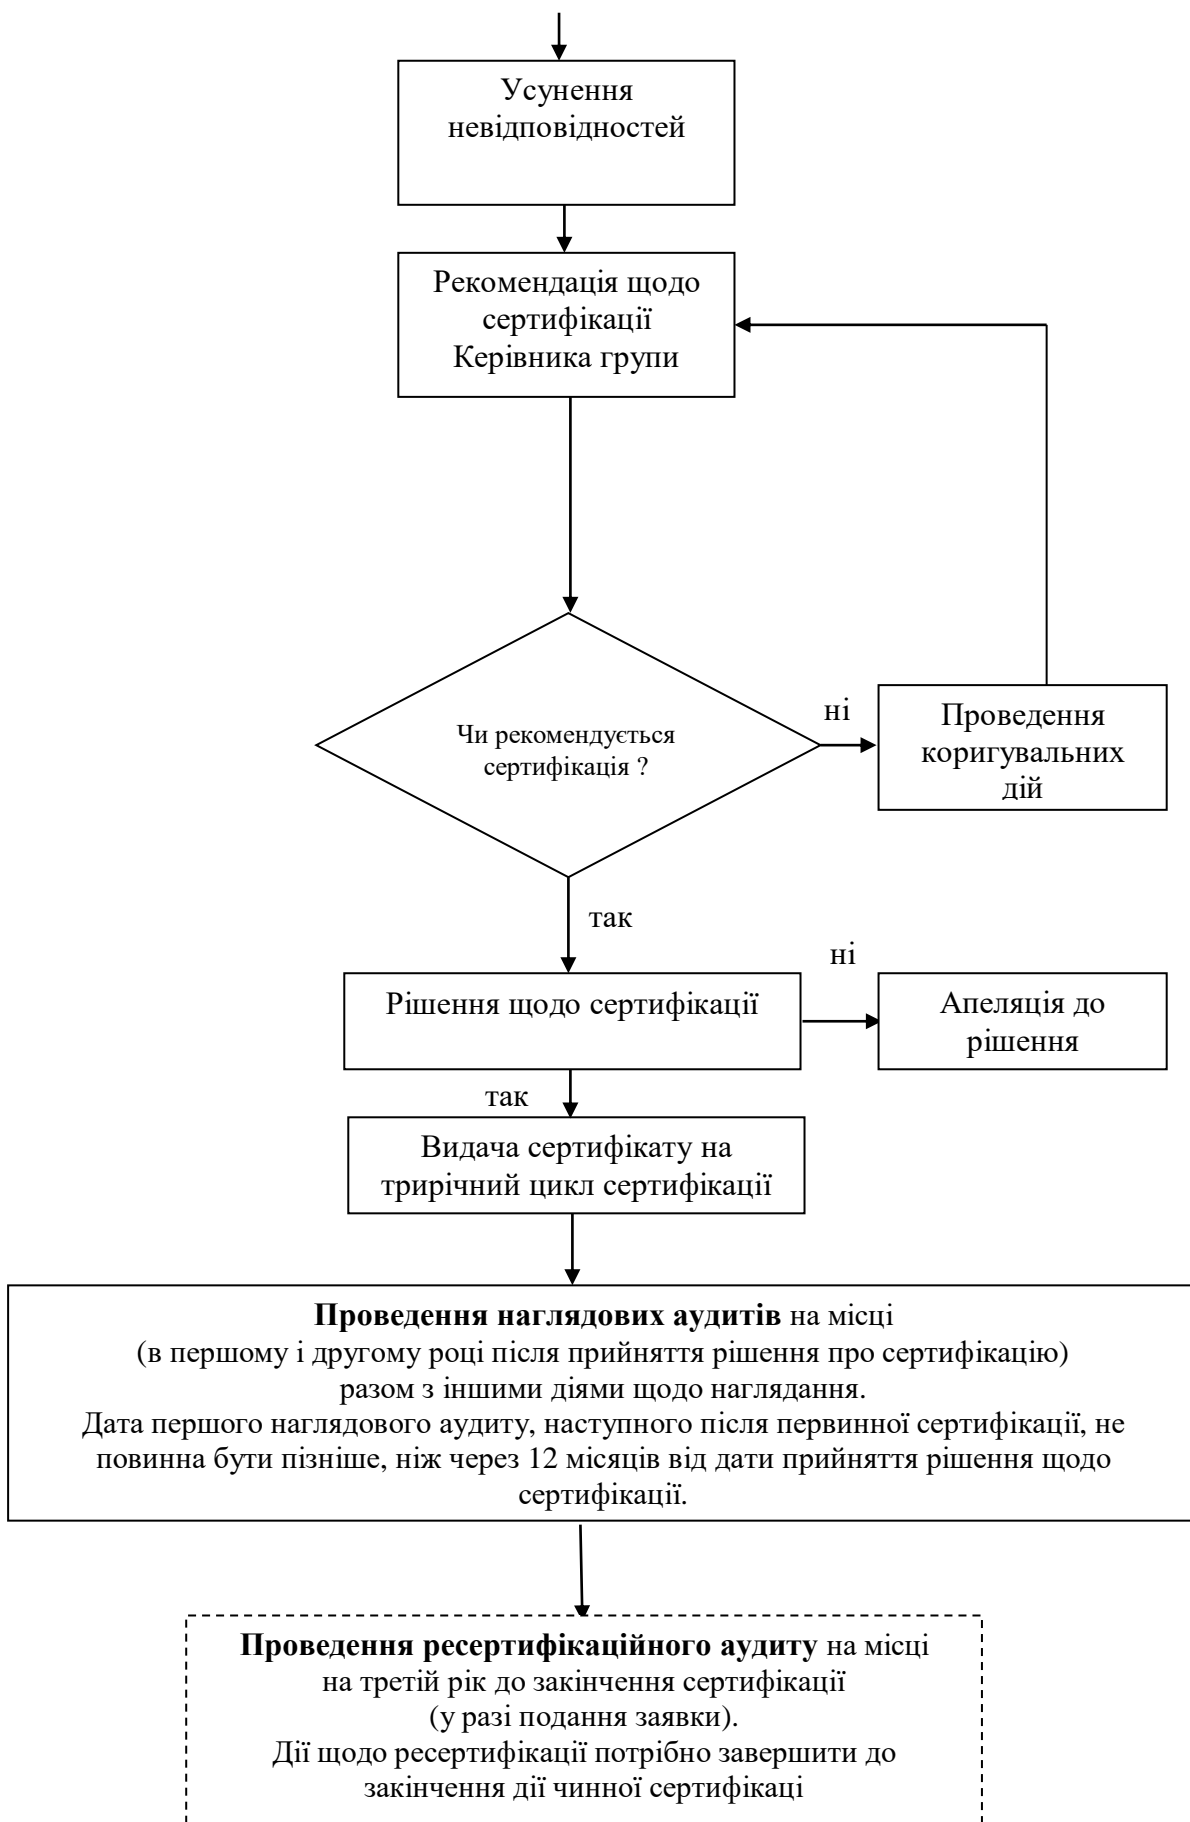 Усунення
невідповідностей
Рекомендація щодо
сертифікації
Керівника групи
Чи рекомендується
сертифікація ?
ні
Проведення
коригувальних
дій
так
Рішення щодо сертифікації
ні
Апеляція до
рішення
так
Видача сертифікату на
трирічний цикл сертифікації
Проведення наглядових аудитів на місці
(в першому і другому році після прийняття рішення про сертифікацію)
разом з іншими діями щодо наглядання.
Дата першого наглядового аудиту, наступного після первинної сертифікації, не
повинна бути пізніше, ніж через 12 місяців від дати прийняття рішення щодо
сертифікації.
Проведення ресертифікаційного аудиту на місці
на третій рік до закінчення сертифікації
(у разі подання заявки).
Дії щодо ресертифікації потрібно завершити до
закінчення дії чинної сертифікаці